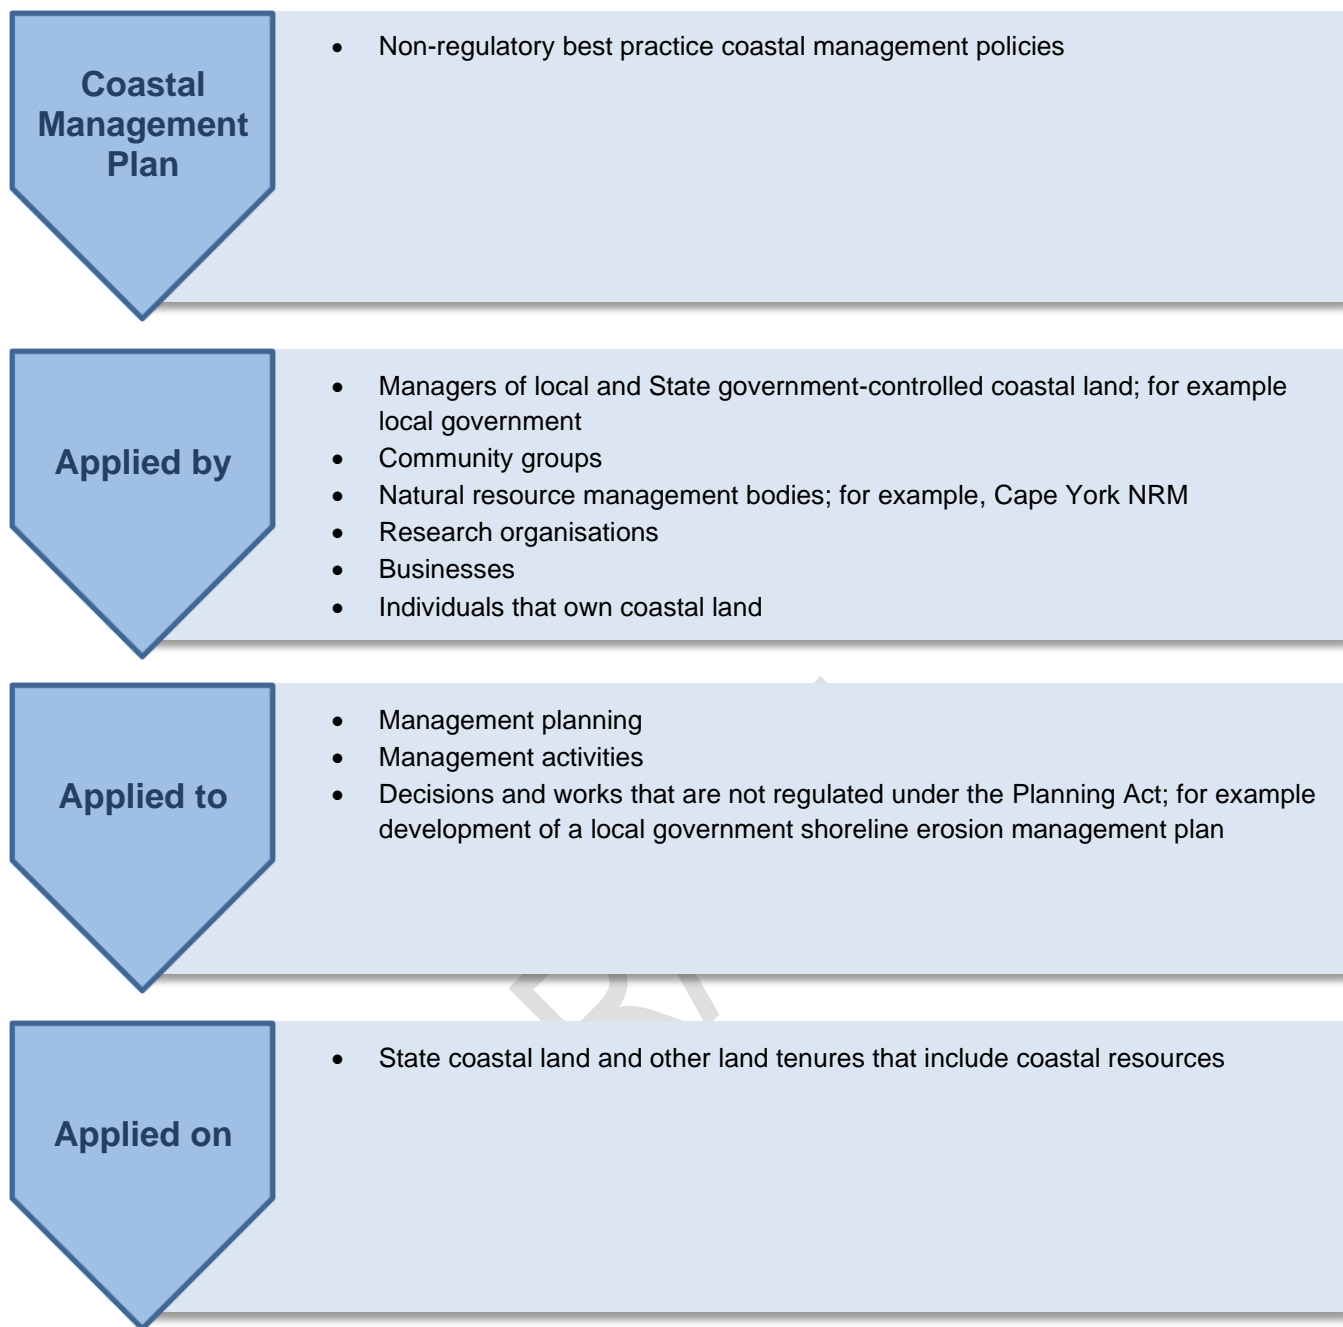 Coastal
Management
Plan
• Non-regulatory best practice coastal management policies
Applied by
• Managers of local and State government-controlled coastal land; for example
local government
• Community groups
• Natural resource management bodies; for example, Cape York NRM
• Research organisations
• Businesses
• Individuals that own coastal land
Applied to
• Management planning
• Management activities
• Decisions and works that are not regulated under the Planning Act; for example
development of a local government shoreline erosion management plan
Applied on
• State coastal land and other land tenures that include coastal resources